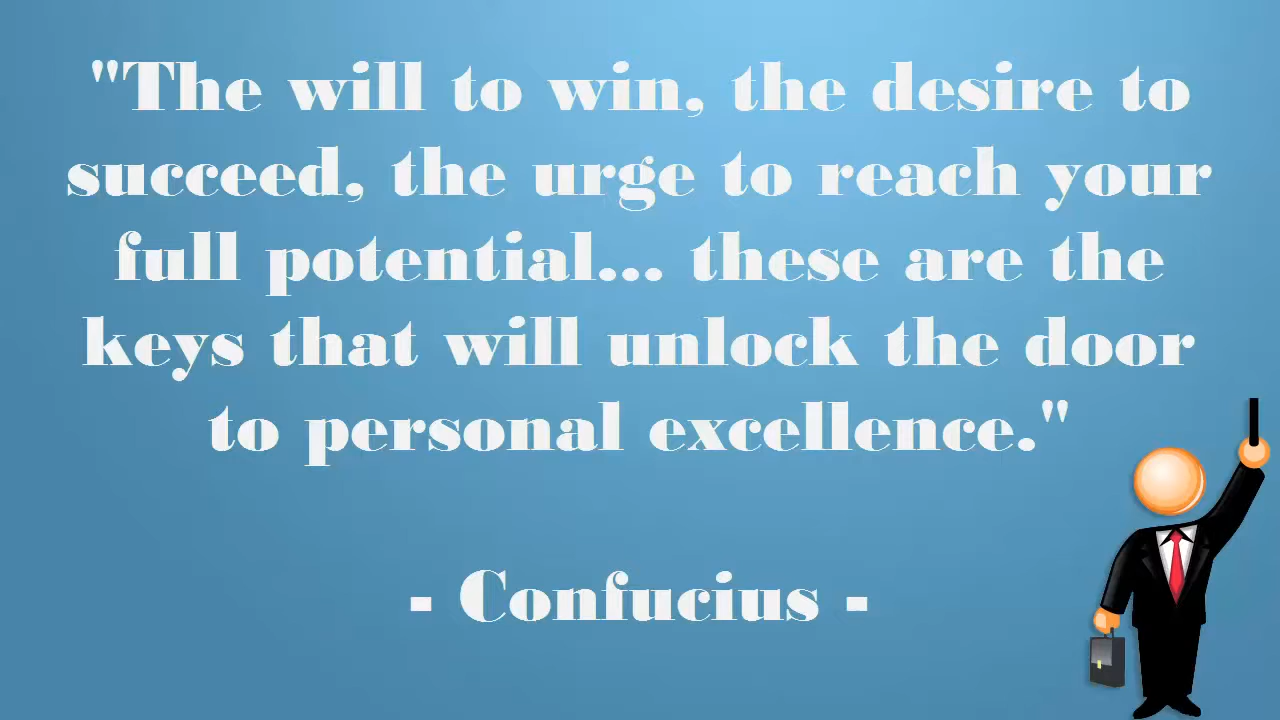 "The will to win, the desire to
succeed, the urge to reach your
full potential... these are the
keys that will unlock the door
to personal excellence."
- Confucius -